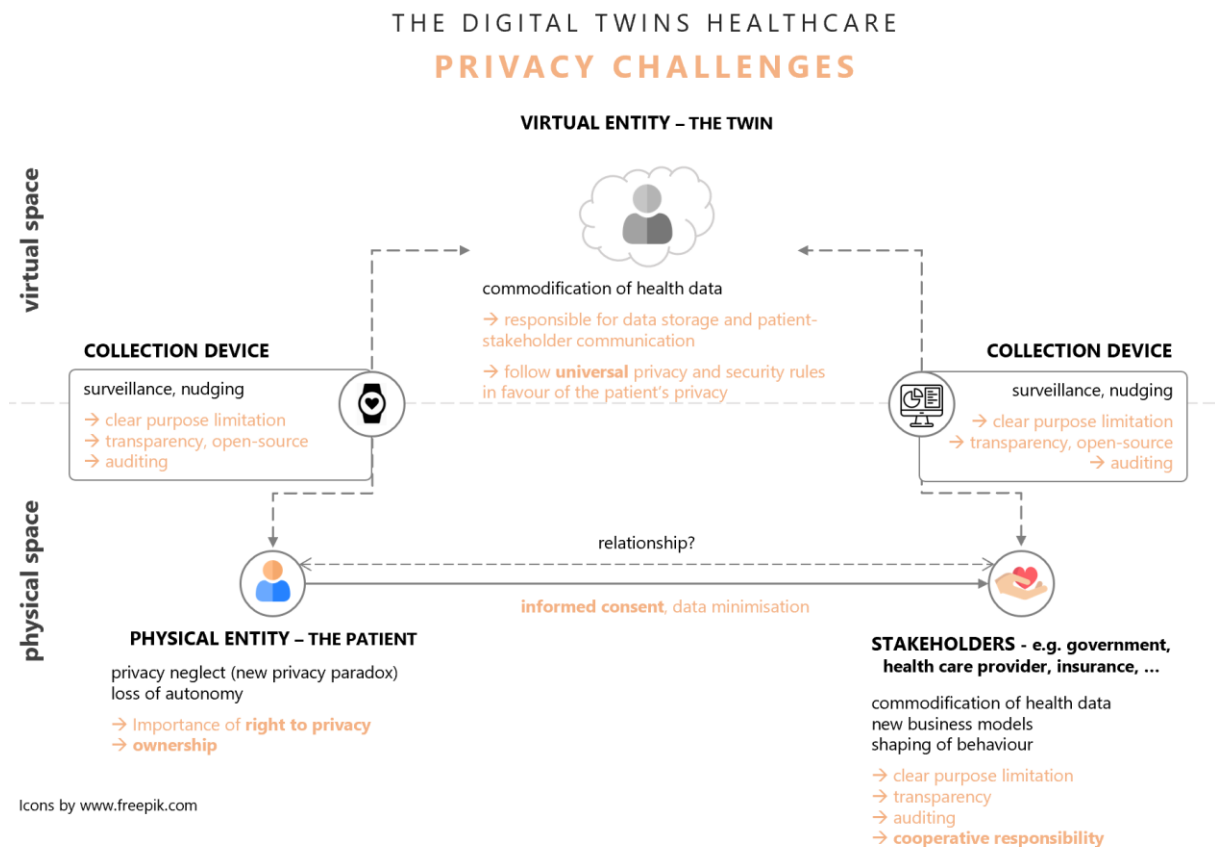 THE DIGITAL TWINS HEALTHCARE
PRIVACY CHALLENGES
VIRTUAL ENTITY – THE TWIN
virtual space
commodification of health data
→ responsible for data storage and patient-
stakeholder communication
→ follow universal privacy and security rules
in favour of the patient's privacy
COLLECTION DEVICE
surveillance, nudging
→ clear purpose limitation
→ transparency, open-source
→ auditing
COLLECTION DEVICE
surveillance, nudging
→ clear purpose limitation
→ transparency, open-source
→ auditing
physical space
relationship?
informed consent, data minimisation
PHYSICAL ENTITY – THE PATIENT
privacy neglect (new privacy paradox)
loss of autonomy
→ Importance of right to privacy
→ ownership
STAKEHOLDERS - e.g. government,
health care provider, insurance, ...
commodification of health data
new business models
shaping of behaviour
→ clear purpose limitation
→ transparency
→ auditing
→ cooperative responsibility
Icons by www.freepik.com